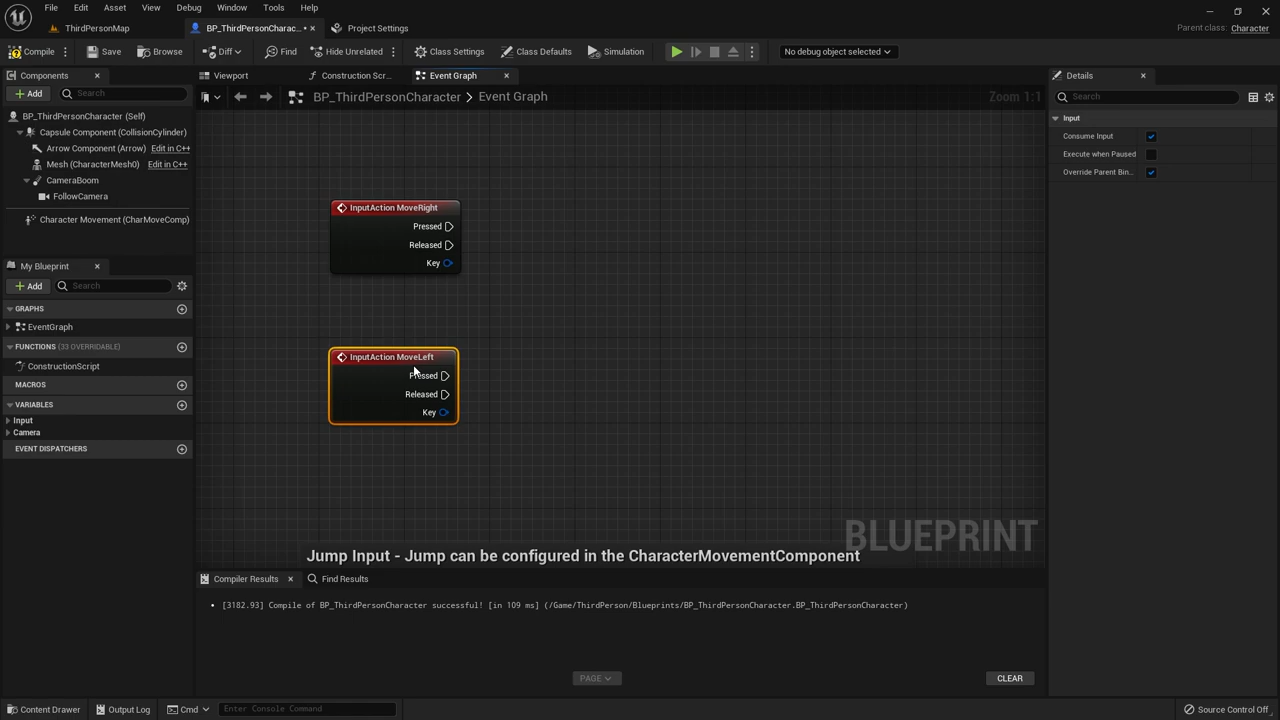 File Edit Asset View Debug Window Tools Help
ThirdPersonMap
BP_ThirdPersonCharac... •
Project Settings
Parent class: Character
Compile
Save
Browse
Diff
Find
Hide Unrelated
Class Settings
Class Defaults
Simulation
No debug object selected
Components
Viewport
Construction Scr...
Event Graph
Details
+ Add
Search
BP_ThirdPersonCharacter > Event Graph
Zoom 1:1
Search
BP_ThirdPersonCharacter (Self)
Capsule Component (CollisionCylinder)
Arrow Component (Arrow) Edit in C++
Mesh (CharacterMesh0) Edit in C++
CameraBoom
FollowCamera
Character Movement (CharMoveComp)
Input
Consume Input
Execute when Paused
Override Parent Bin...
InputAction MoveRight
Pressed
Released
Key
InputAction MoveLeft
Pressed
Released
Key
My Blueprint
+ Add
Search
GRAPHS
EventGraph
FUNCTIONS (33 OVERRIDABLE)
ConstructionScript
MACROS
VARIABLES
Input
Camera
EVENT DISPATCHERS
BLUEPRINT
Jump Input - Jump can be configured in the CharacterMovementComponent
Compiler Results
Find Results
• [3182.93] Compile of BP_ThirdPersonCharacter successful! [in 109 ms] (/Game/ThirdPerson/Blueprints/BP_ThirdPersonCharacter.BP_ThirdPersonCharacter)
PAGE
CLEAR
Content Drawer
Output Log
Cmd
Enter Console Command
Source Control Off